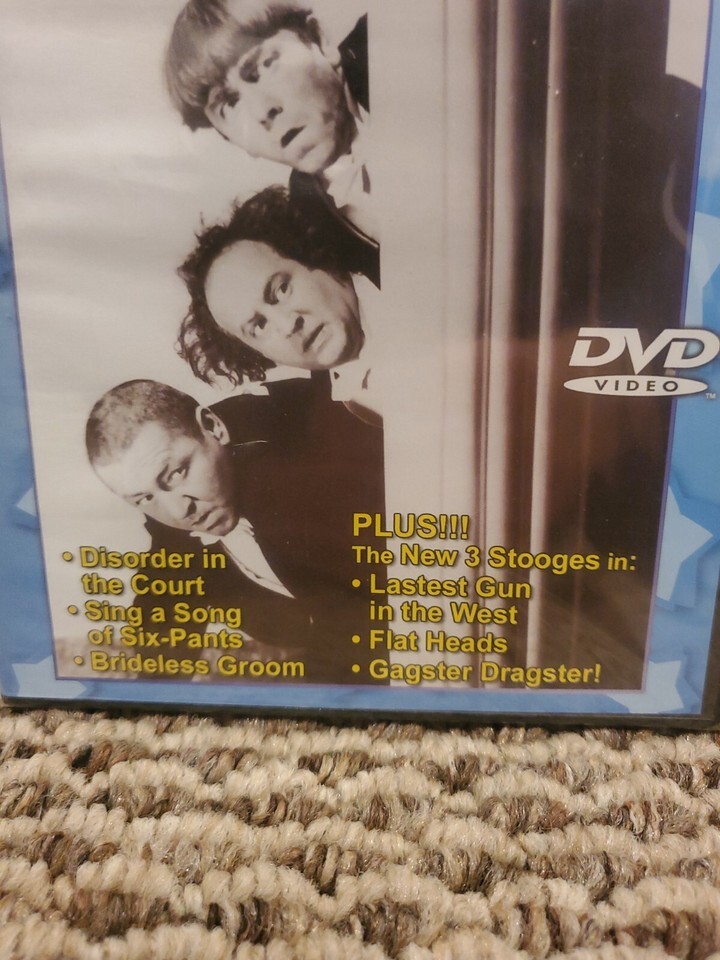 DVD
VIDEO
TM
• Disorder in
the Court
• Sing a Song
of Six-Pants
• Brideless Groom
PLUS!!!
The New 3 Stooges in:
• Lastest Gun
in the West
• Flat Heads
• Gagster Dragster!